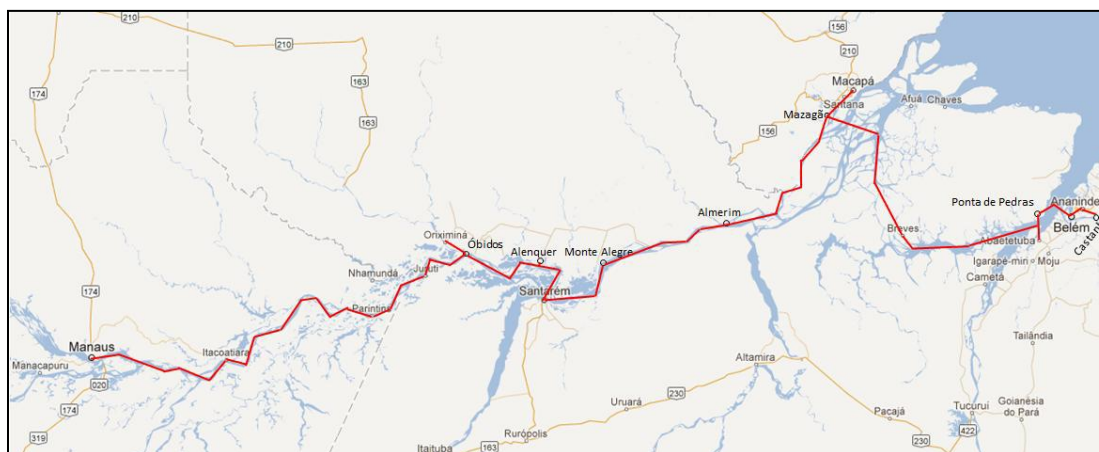 210
156
174
210
210
163
Macapá
Santana
Afuá
Chaves
Mazagão
163
156
Ponta de Pedras
Ananinde
Almerim
Belém
Castanh
Oriximiná
Óbidos
Breves
Abaetetuba
Alenquer
Monte Alegre
Igarapé-miri
Moju
Nhamundá
Juruti
Cametá
174
Santarém
Parintins
Tailândia
Manaus
Itacoatiara
Manacapuru
Altamira
020
230
Uruará
Pacajá
Tucuruí
Goianésia
do Pará
174
Rurópolis
422
319
Itaituba
163
230